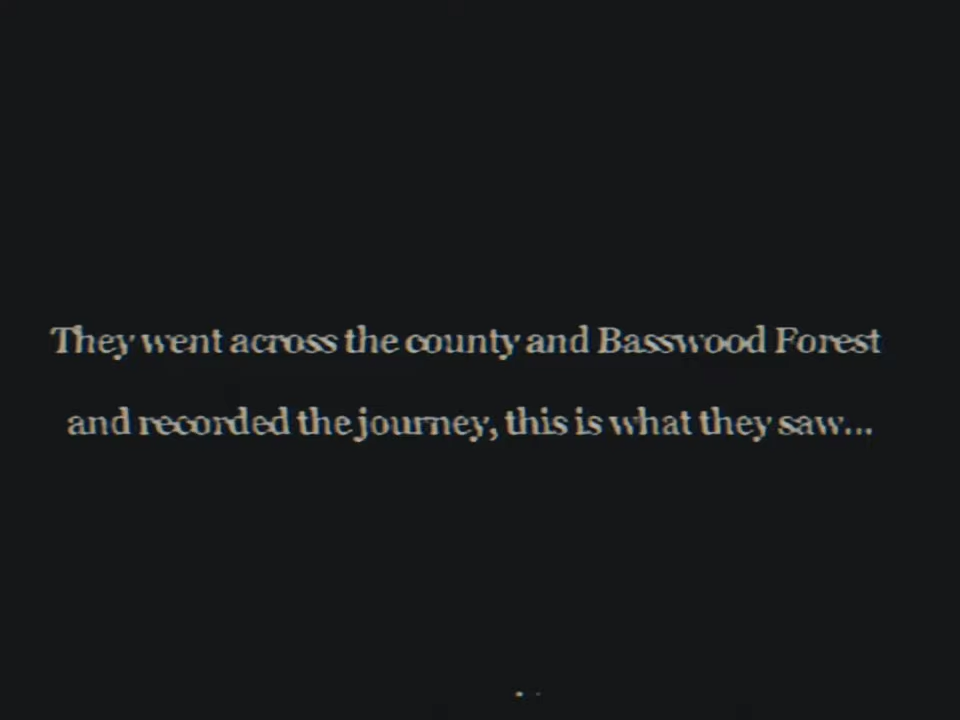 They went across the county and Basswood Forest
and recorded the journey, this is what they saw...